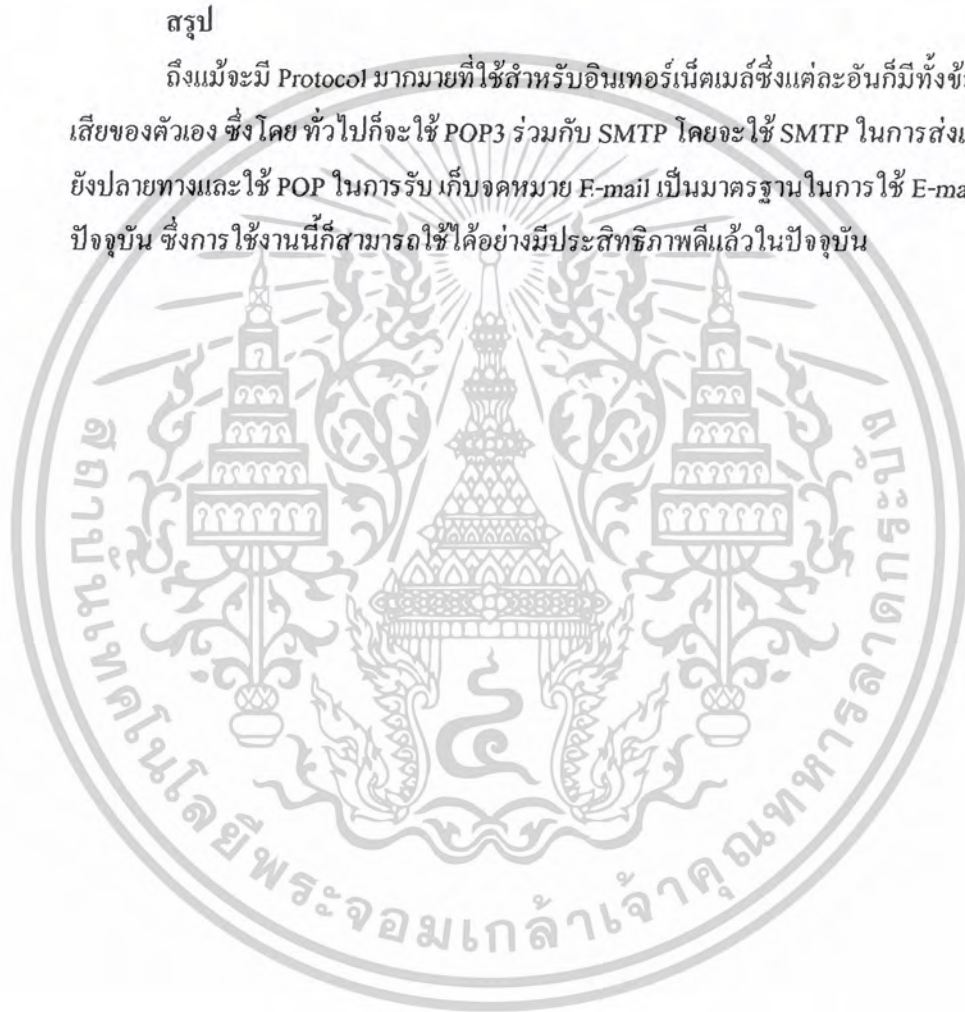 สรุป
ถึงแม้จะมี Protocol มากมายที่ใช้สำหรับอินเทอร์เน็ตเมล์ซึ่งแต่ละอันก็มีทั้งข้
เสียของตัวเอง ซึ่งโดย ทั่วไปก็จะใช้ POP3 ร่วมกับ SMTP โดยจะใช้ SMTP ในการส่งเ
ยังปลายทางและใช้ POP ในการรับ เก็บจดหมาย E-mail เป็นมาตรฐานในการใช้ E-ma
ปัจจุบัน ซึ่งการใช้งานนี้ก็สามารถใช้ได้อย่างมีประสิทธิภาพดีแล้วในปัจจุบัน
สถาบันเทคโนโลยีพระจอมเกล้าเจ้าคุณทหารลาดกระบัง